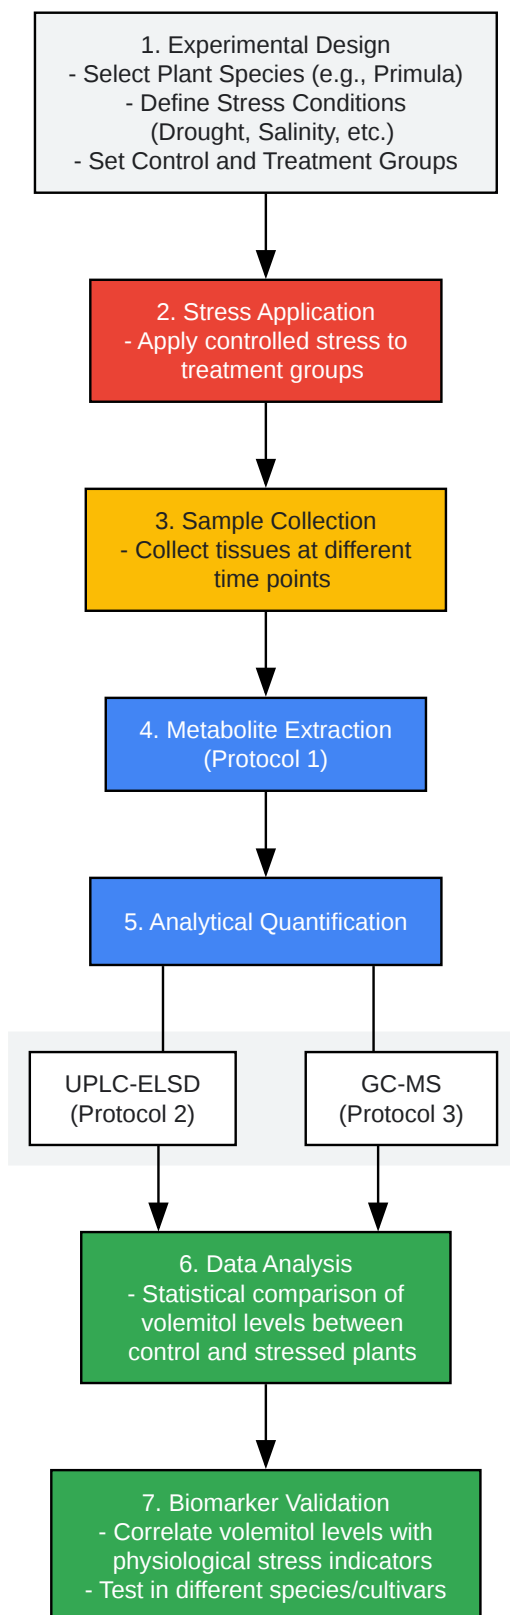 1. Experimental Design
- Select Plant Species (e.g., Primula)
- Define Stress Conditions
(Drought, Salinity, etc.)
- Set Control and Treatment Groups
2. Stress Application
- Apply controlled stress to
treatment groups
3. Sample Collection
- Collect tissues at different
time points
4. Metabolite Extraction
(Protocol 1)
5. Analytical Quantification
UPLC-ELSD
(Protocol 2)
GC-MS
(Protocol 3)
6. Data Analysis
- Statistical comparison of
volemitol levels between
control and stressed plants
7. Biomarker Validation
- Correlate volemitol levels with
physiological stress indicators
- Test in different species/cultivars